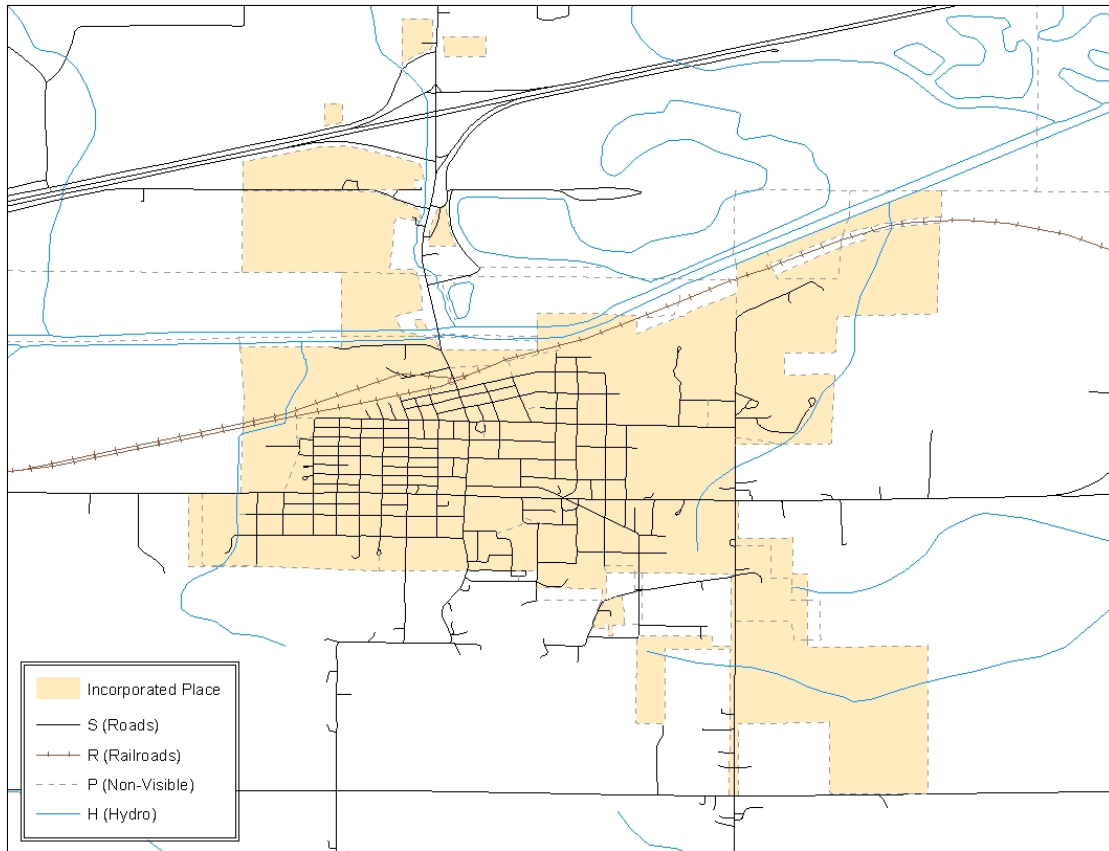 Incorporated Place
S (Roads)
R (Railroads)
P (Non-Visible)
H (Hydro)